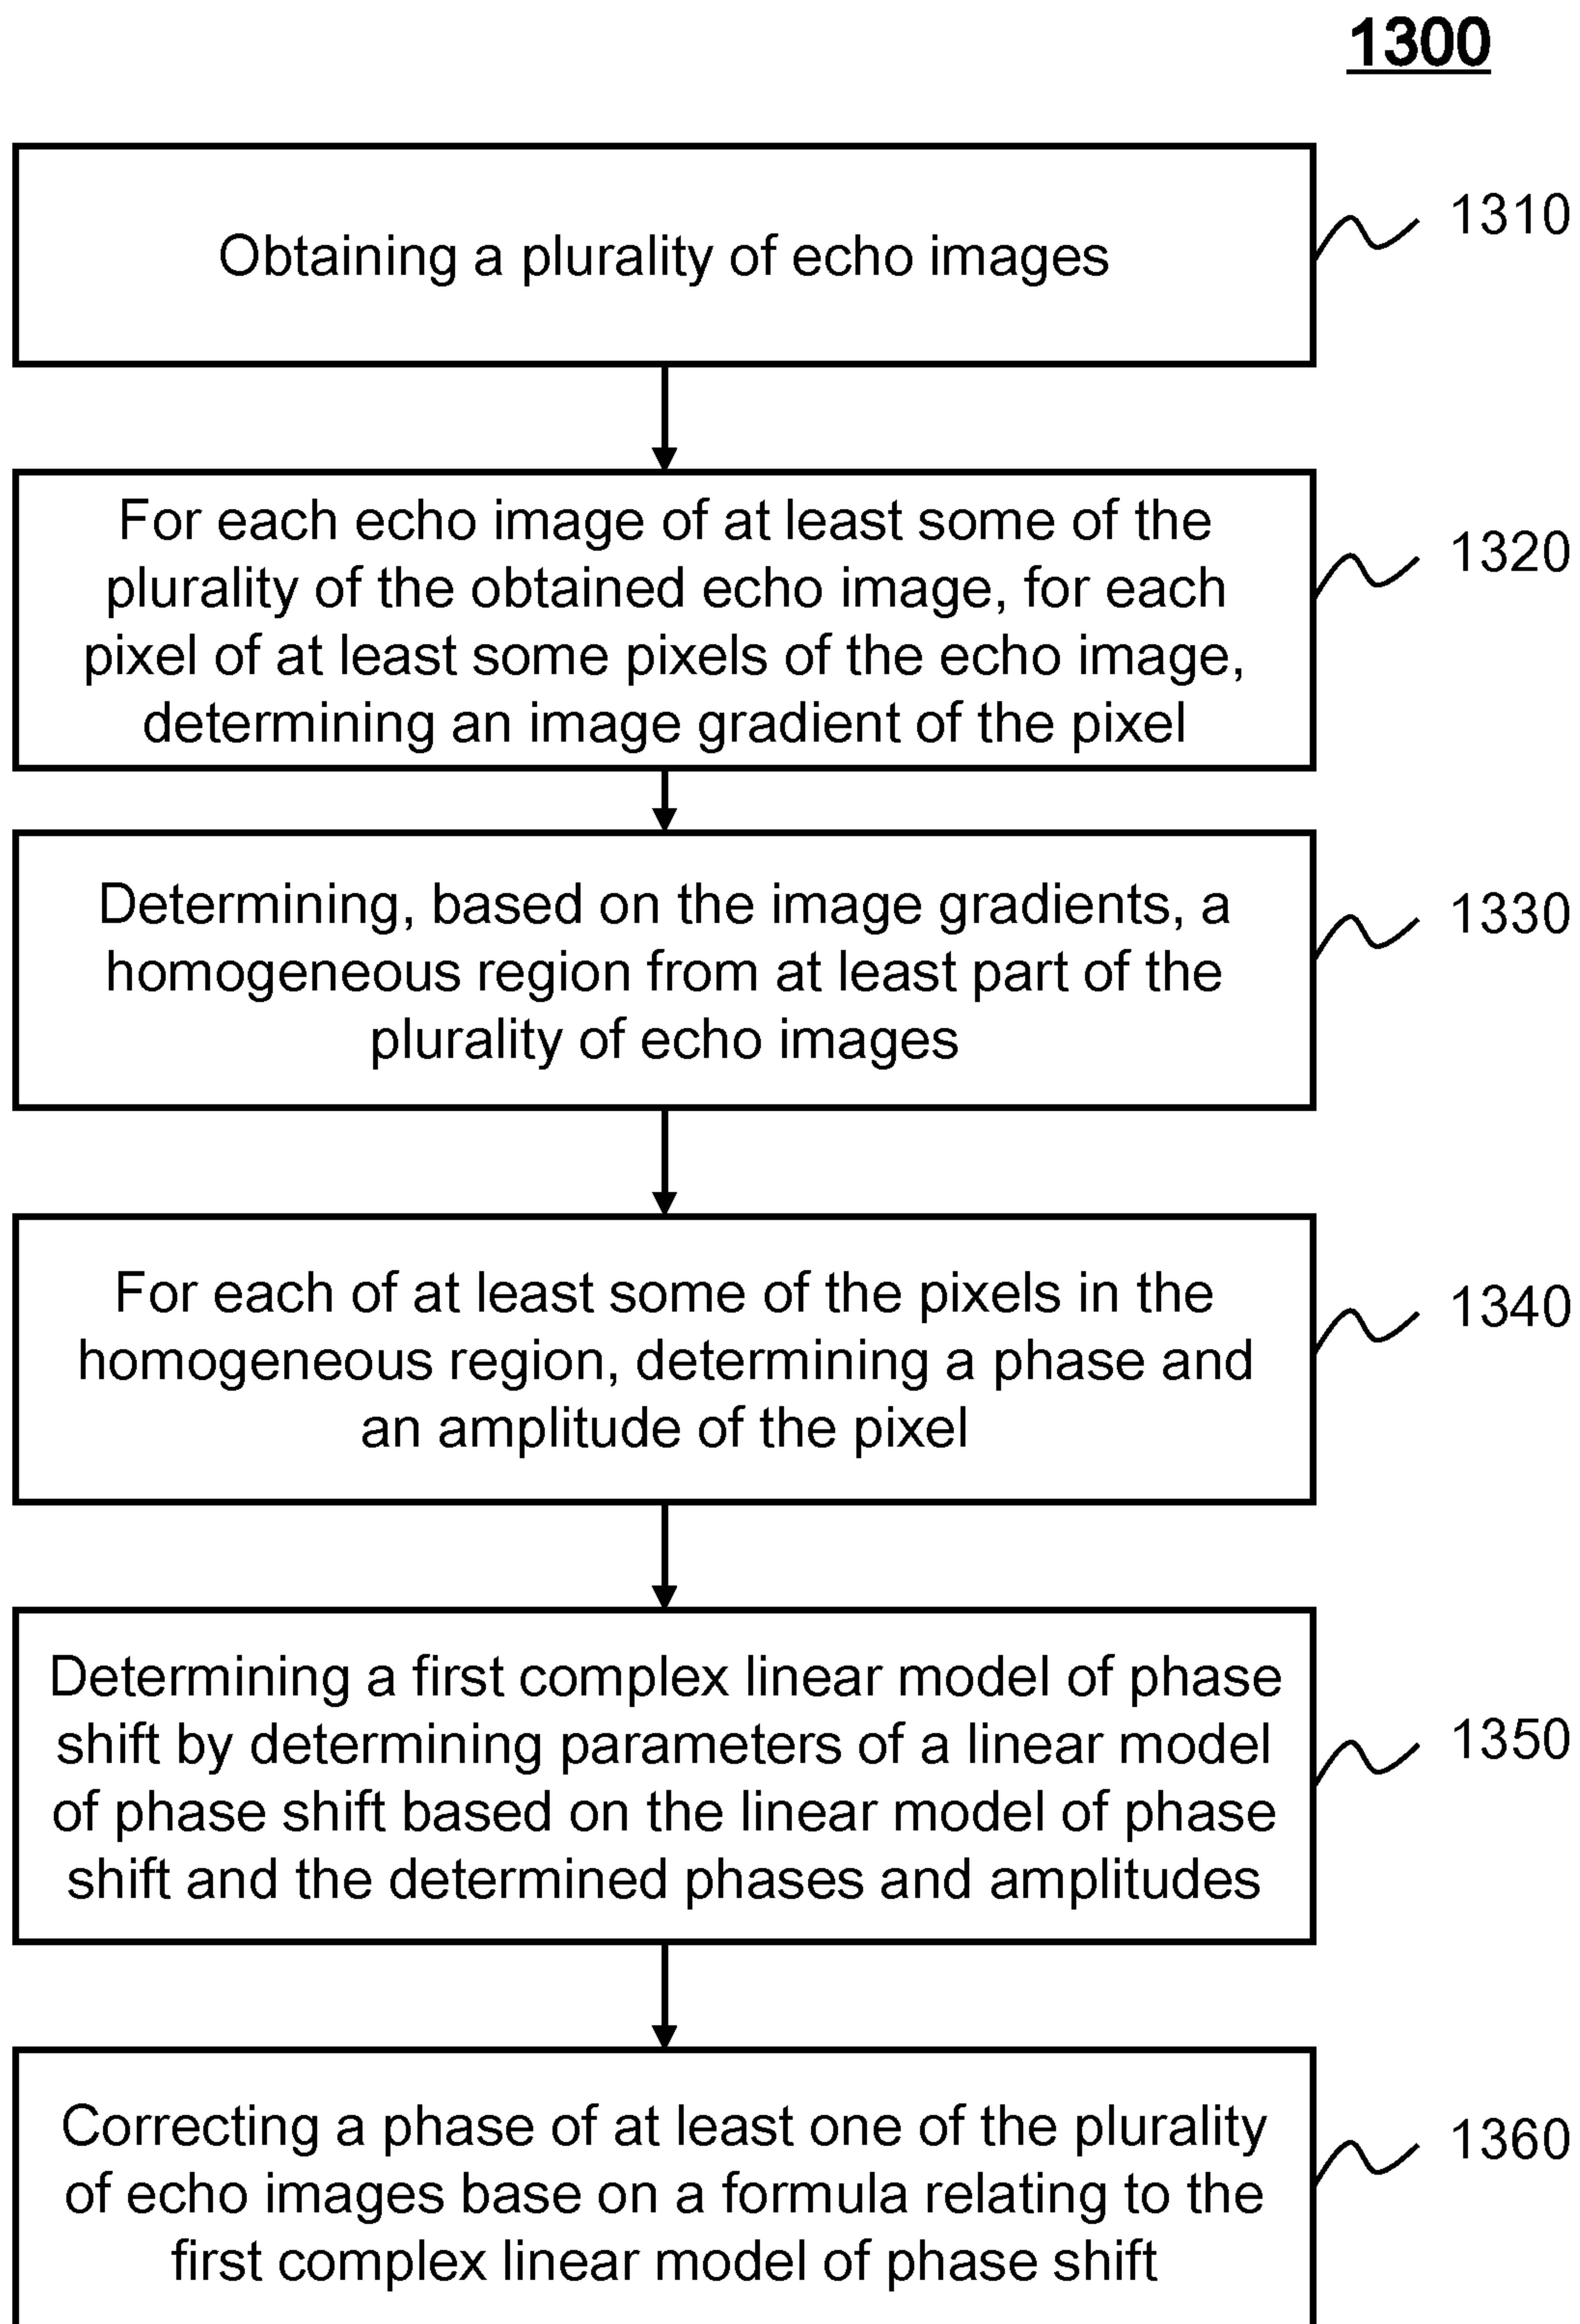 1300
Obtaining a plurality of echo images
1310
For each echo image of at least some of the
plurality of the obtained echo image, for each
pixel of at least some pixels of the echo image,
determining an image gradient of the pixel
1320
Determining, based on the image gradients, a
homogeneous region from at least part of the
plurality of echo images
1330
For each of at least some of the pixels in the
homogeneous region, determining a phase and
an amplitude of the pixel
1340
Determining a first complex linear model of phase
shift by determining parameters of a linear model
of phase shift based on the linear model of phase
shift and the determined phases and amplitudes
1350
Correcting a phase of at least one of the plurality
of echo images base on a formula relating to the
first complex linear model of phase shift
1360